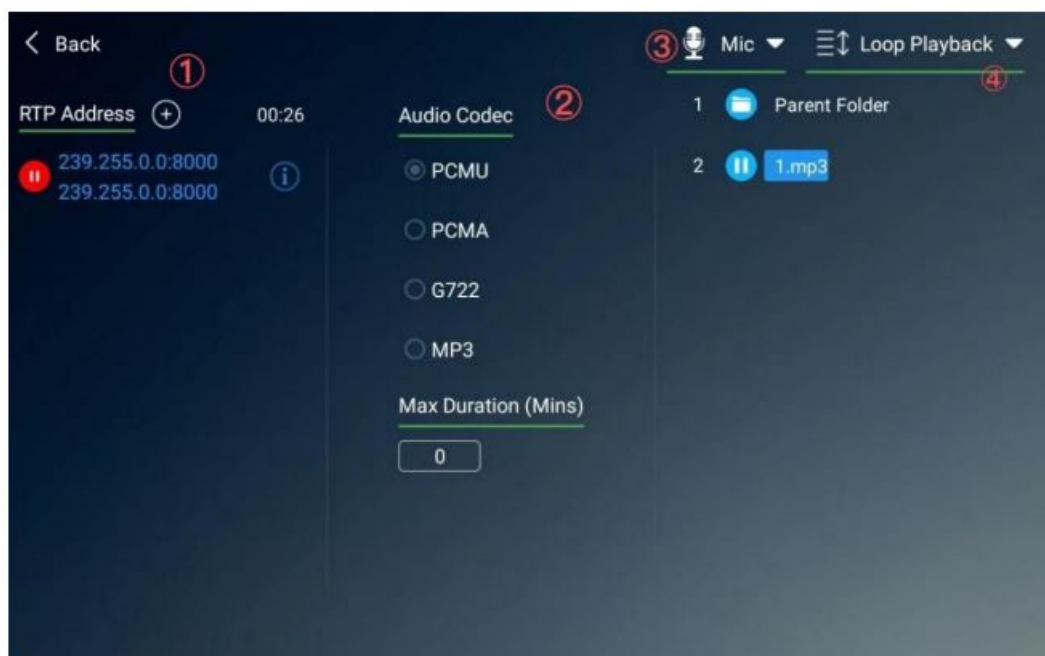 Back
③ Mic
Loop Playback
①
④
RTP Address
00:26
Audio Codec
②
1 Parent Folder
239.255.0.0:8000
239.255.0.0:8000
PCMU
2 1.mp3
PCMA
G722
MP3
Max Duration (Mins)
0